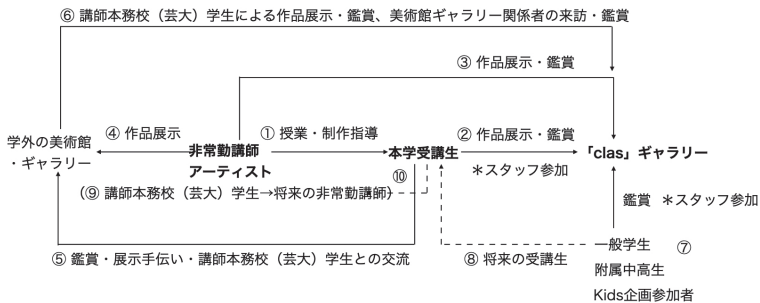 ⑥ 講師本務校（芸大）学生による作品展示・鑑賞、美術館ギャラリー関係者の来訪・鑑賞
③ 作品展示・鑑賞
学外の美術館
・ギャラリー
④ 作品展示
非常勤講師
アーティスト
① 授業・制作指導
本学受講生
② 作品展示・鑑賞
＊スタッフ参加
「clas」ギャラリー
（⑨ 講師本務校（芸大）学生→将来の非常勤講師）
⑩
鑑賞 ＊スタッフ参加
⑤ 鑑賞・展示手伝い・講師本務校（芸大）学生との交流
⑧ 将来の受講生
一般学生 ⑦
附属中高生
Kids企画参加者